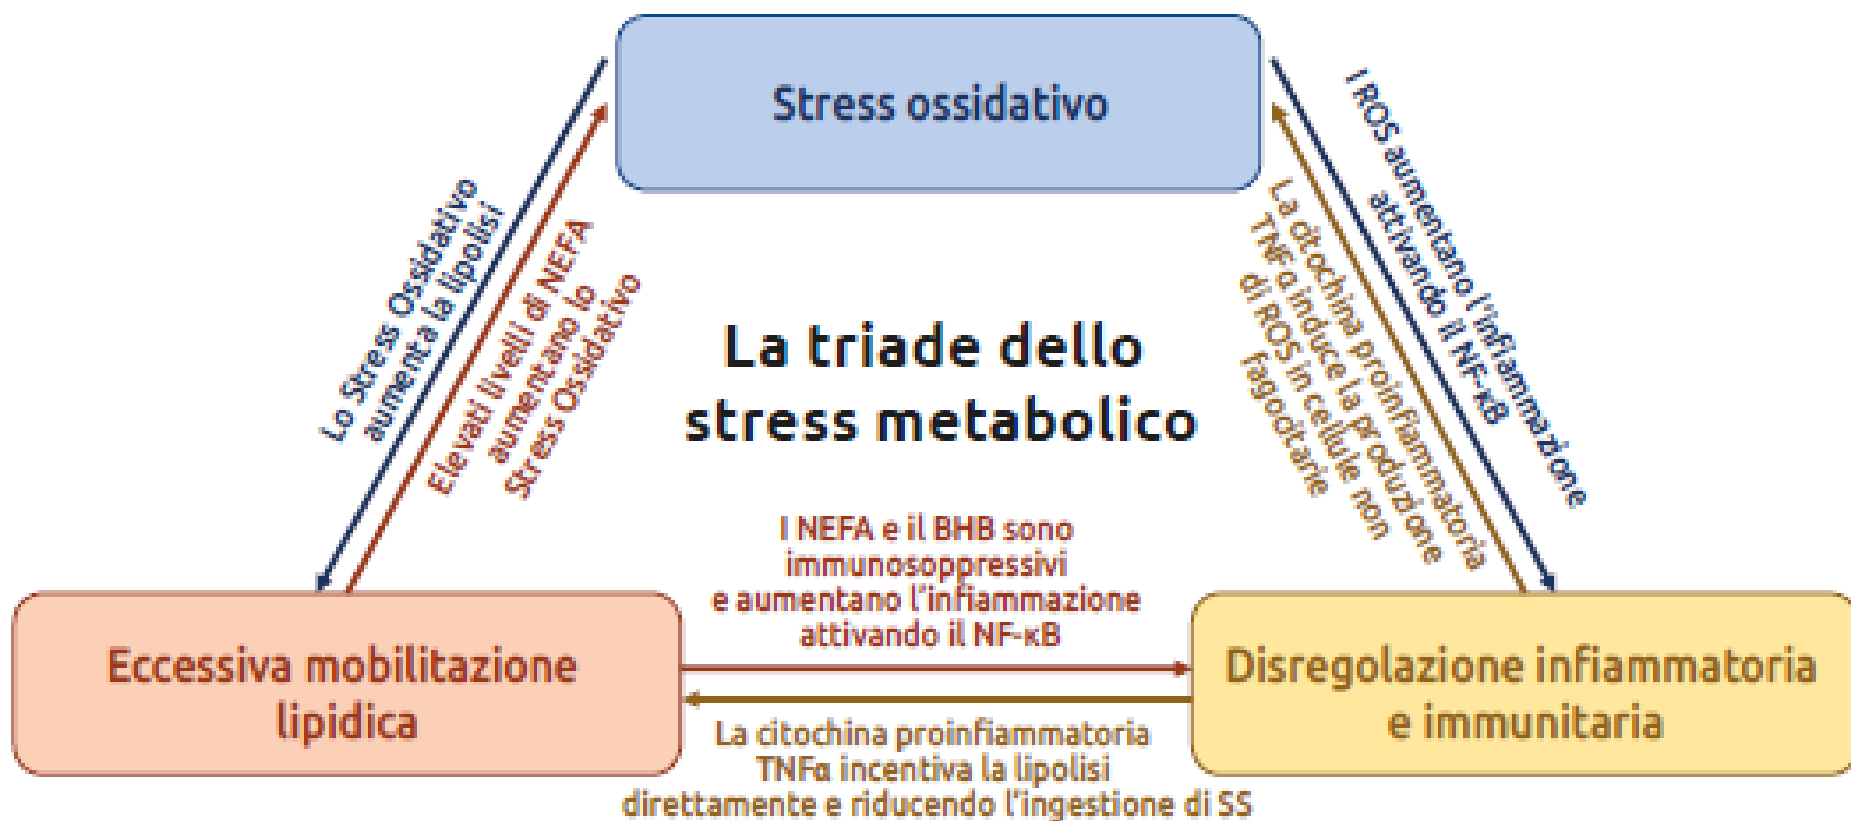 Stress ossidativo
Lo Stress Ossidativo
aumenta la lipolisi
Elevati livelli di NEFA
aumentano lo
Stress Ossidativo
La triade dello
stress metabolico
I ROS aumentano l'infiammazione
attivando il NF-κB
La citochina proinfiammatoria
TNFα induce la produzione
di ROS in cellule non
fagocitarie
I NEFA e il BHB sono
immunosoppressivi
e aumentano l'infiammazione
attivando il NF-κB
Eccessiva mobilitazione
lipidica
Disregolazione infiammatoria
e immunitaria
La citochina proinfiammatoria
TNFα incentiva la lipolisi
direttamente e riducendo l'ingestione di SS